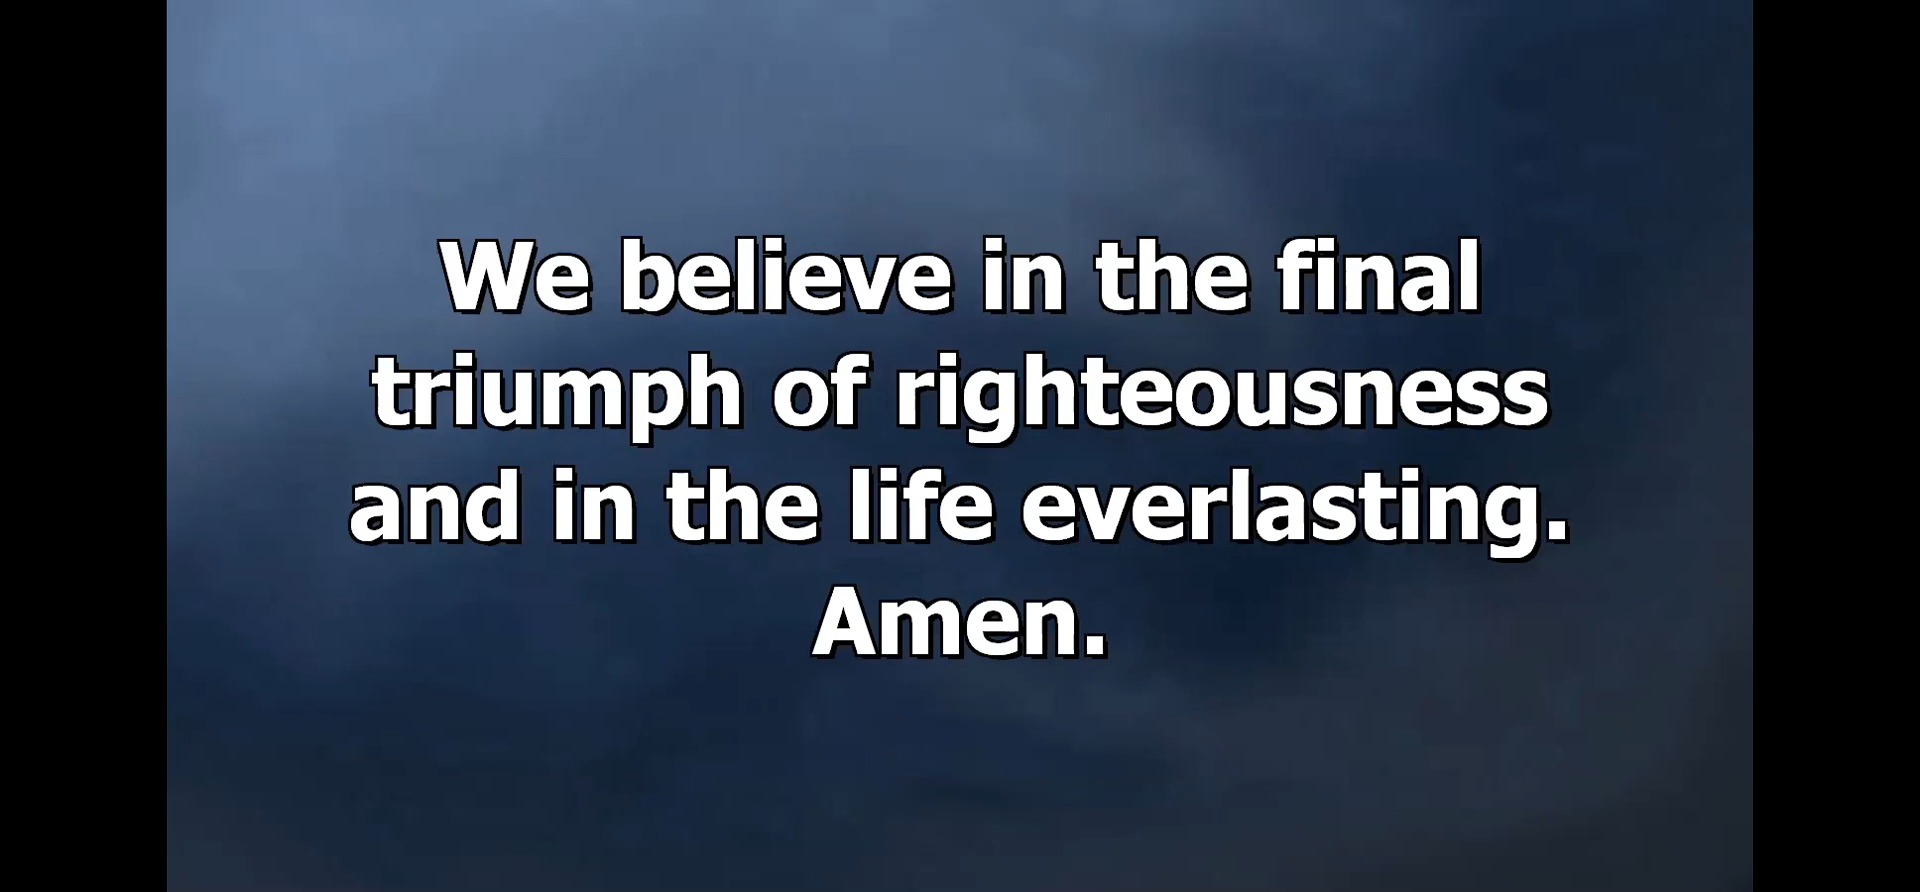 We believe in the final
triumph of righteousness
and in the life everlasting.
Amen.